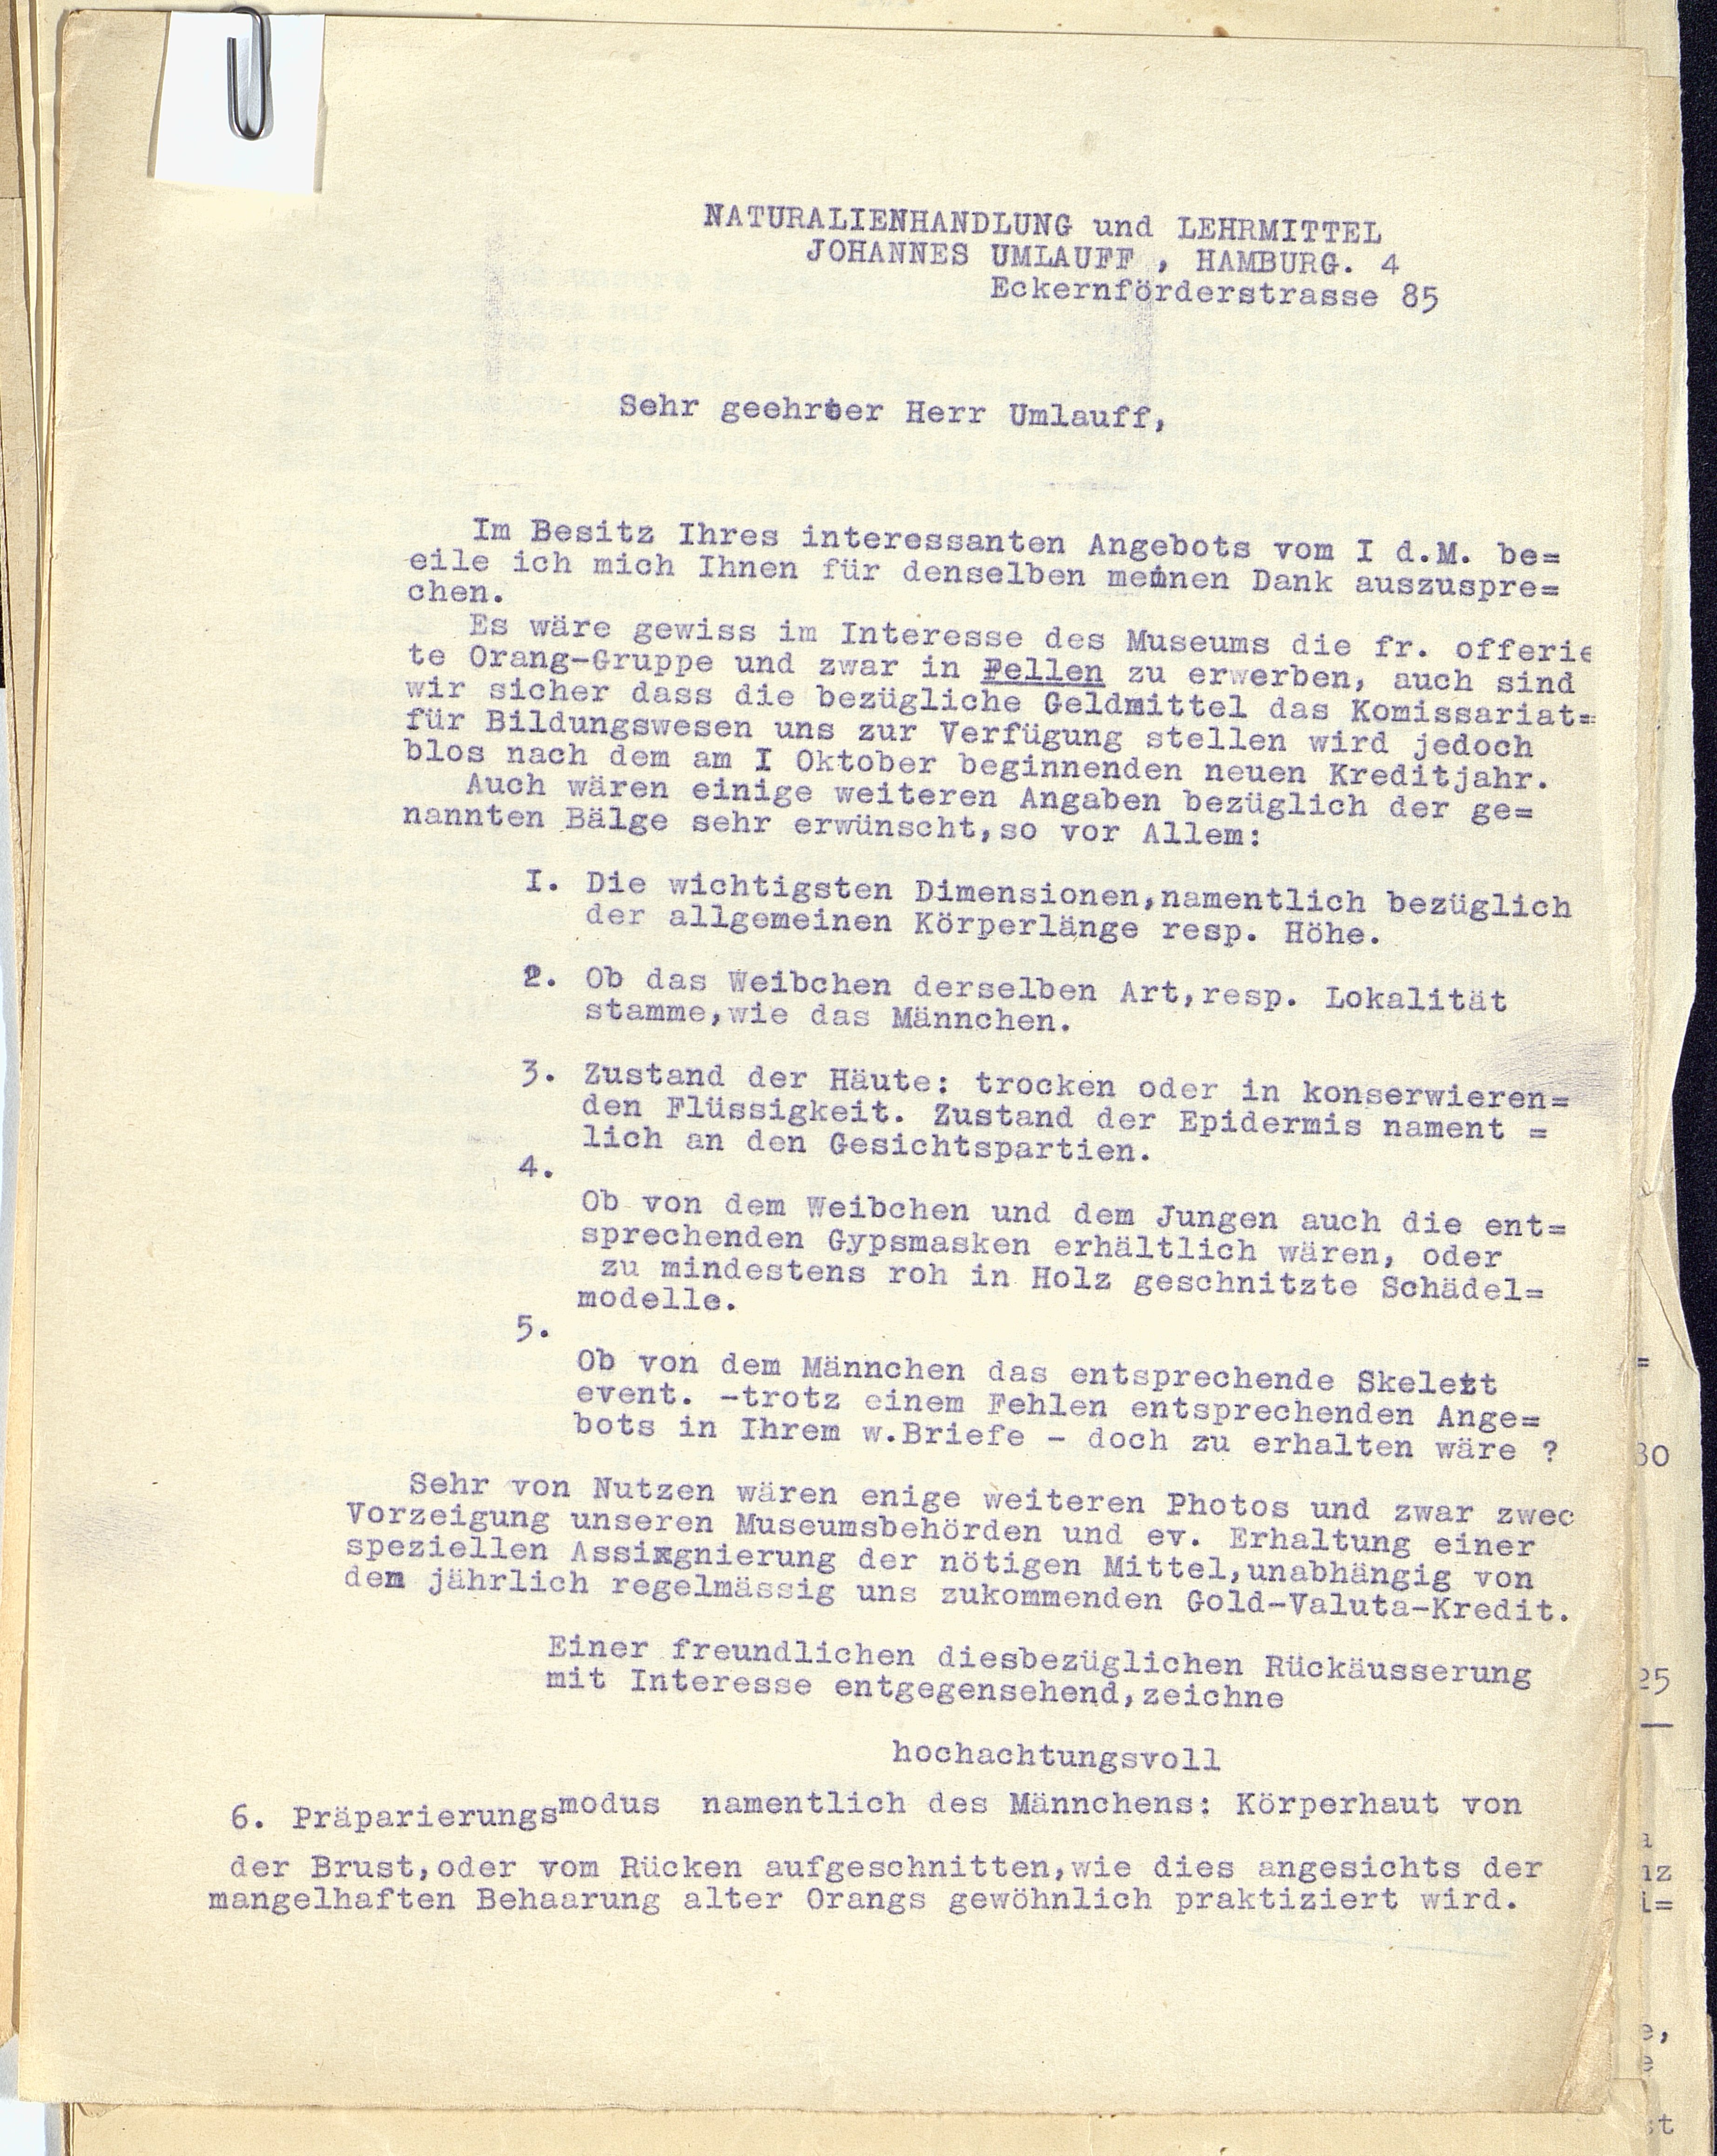 NATURALIENHANDLUNG und LEHRMITTEL
JOHANNES UMLAUFF , HAMBURG. 4
Eckernförderstrasse 85
Sehr geehrter Herr Umlauff,
Im Besitz Ihres interessanten Angebots vom I d.M. be=
eile ich mich Ihnen für denselben meinen Dank auszuspre=
chen.
Es wäre gewiss im Interesse des Museums die fr. offerie
te Orang-Gruppe und zwar in Fellen zu erwerben, auch sind
wir sicher dass die bezügliche Geldmittel das Komissariat=
für Bildungswesen uns zur Verfügung stellen wird jedoch
blos nach dem am I Oktober beginnenden neuen Kreditjahr.
Auch wären einige weiteren Angaben bezüglich der ge=
nannten Bälge sehr erwünscht,so vor Allem:
I. Die wichtigsten Dimensionen,namentlich bezüglich
der allgemeinen Körperlänge resp. Höhe.
2. Ob das Weibchen derselben Art,resp. Lokalität
stamme,wie das Männchen.
3. Zustand der Häute: trocken oder in konserwieren=
den Flüssigkeit. Zustand der Epidermis nament =
lich an den Gesichtspartien.
4.
Ob von dem Weibchen und dem Jungen auch die ent=
sprechenden Gypsmasken erhältlich wären, oder
zu mindestens roh in Holz geschnitzte Schädel=
modelle.
5.
Ob von dem Männchen das entsprechende Skelett
event. -trotz einem Fehlen entsprechenden Ange=
bots in Ihrem w.Briefe - doch zu erhalten wäre ?
Sehr von Nutzen wären enige weiteren Photos und zwar zwec
Vorzeigung unseren Museumsbehörden und ev. Erhaltung einer
speziellen Assixgnierung der nötigen Mittel,unabhängig von
dem jährlich regelmässig uns zukommenden Gold-Valuta-Kredit.
Einer freundlichen diesbezüglichen Rückäusserung
mit Interesse entgegensehend,zeichne
hochachtungsvoll
6. Präparierungsmodus namentlich des Männchens: Körperhaut von
der Brust,oder vom Rücken aufgeschnitten,wie dies angesichts der
mangelhaften Behaarung alter Orangs gewöhnlich praktiziert wird.